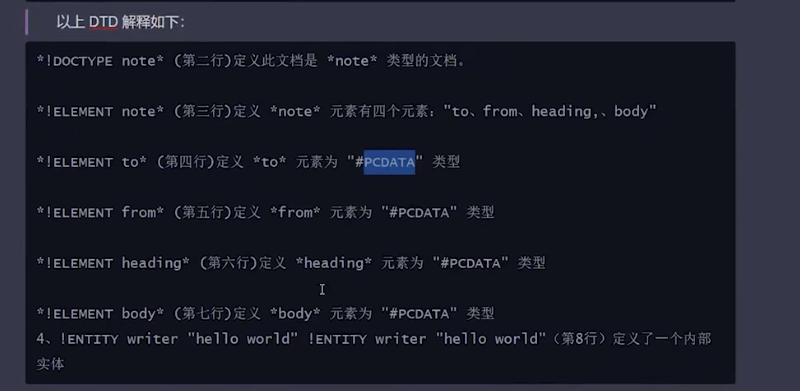 以上 DTD 解释如下：
*!DOCTYPE note* (第二行)定义此文档是 *note* 类型的文档。
*!ELEMENT note* (第三行)定义 *note* 元素有四个元素："to、from、heading,、body"
*!ELEMENT to* (第四行)定义 *to* 元素为 "#PCDATA" 类型
*!ELEMENT from* (第五行)定义 *from* 元素为 "#PCDATA" 类型
*!ELEMENT heading* (第六行)定义 *heading* 元素为 "#PCDATA" 类型
*!ELEMENT body* (第七行)定义 *body* 元素为 "#PCDATA" 类型
4、!ENTITY writer "hello world" !ENTITY writer "hello world"（第8行）定义了一个内部
实体